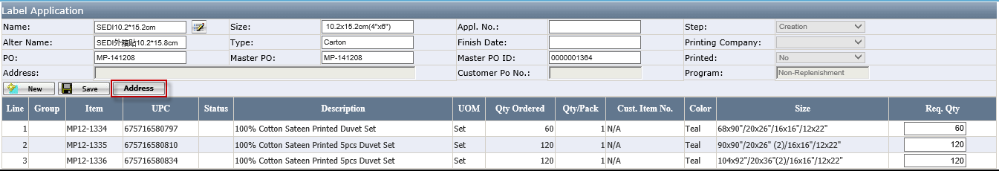 Label Application
Name: SEDI10.2*15.2cm Size: 10.2x15.2cm(4"x6") Appl. No.: Step: Creation
Alter Name: SEDI外箱贴10.2*15.8cm Type: Carton Finish Date: Printing Company:
PO: MP-141208 Master PO: MP-141208 Master PO ID: 0000001364 Printed: No
Address: Customer Po No.: Program: Non-Replenishment
New Save Address
Line Group Item UPC Status Description UOM Qty Ordered Qty/Pack Cust. Item No. Color Size Req. Qty
1 MP12-1334 675716580797 100% Cotton Sateen Printed Duvet Set Set 60 1 N/A Teal 68x90"/20x26"/16x16"/12x22" 60
2 MP12-1335 675716580810 100% Cotton Sateen Printed 5pcs Duvet Set Set 120 1 N/A Teal 90x90"/20x26" (2)/16x16"/12x22" 120
3 MP12-1336 675716580834 100% Cotton Sateen Printed 5pcs Duvet Set Set 120 1 N/A Teal 104x92"/20x36"(2)/16x16"/12x22" 120